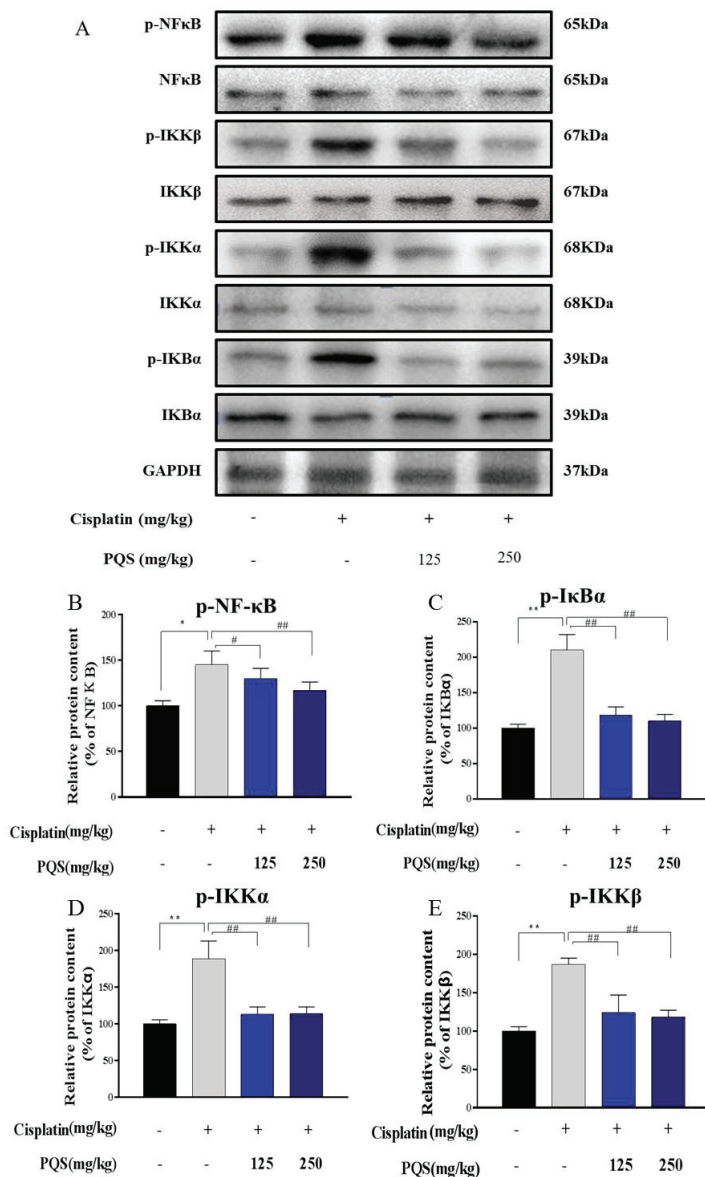 A
p-NFκB 65kDa
NFκB 65kDa
p-IKKβ 67kDa
IKKβ 67kDa
p-IKKα 68KDa
IKKα 68KDa
p-IKBα 39kDa
IKBα 39kDa
GAPDH 37kDa
Cisplatin (mg/kg) - + + +
PQS (mg/kg) - - 125 250
B
p-NF-κB
* # ##
Relative protein content
(% of NFκB)
200
150
100
50
0
Cisplatin(mg/kg) - + + +
PQS(mg/kg) - - 125 250
C
p-IκBα
** ## ##
Relative protein content
(% of IKBα)
250
200
150
100
50
0
Cisplatin(mg/kg) - + + +
PQS(mg/kg) - - 125 250
D
p-IKKα
** ## ##
Relative protein content
(% of IKKα)
250
200
150
100
50
0
Cisplatin(mg/kg) - + + +
PQS(mg/kg) - - 125 250
E
p-IKKβ
** ## ##
Relative protein content
(% of IKKβ)
250
200
150
100
50
0
Cisplatin(mg/kg) - + + +
PQS(mg/kg) - - 125 250